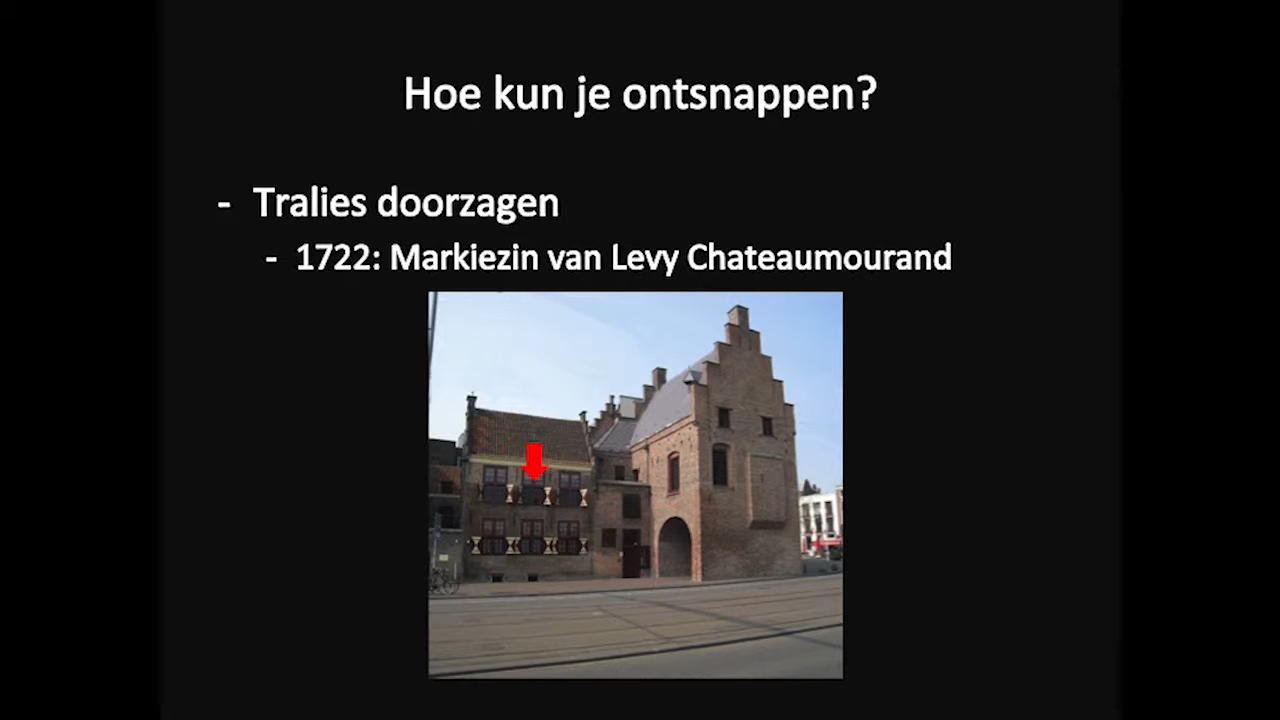 Hoe kun je ontsnappen?
- Tralies doorzagen
- 1722: Markiezin van Levy Chateaumourand